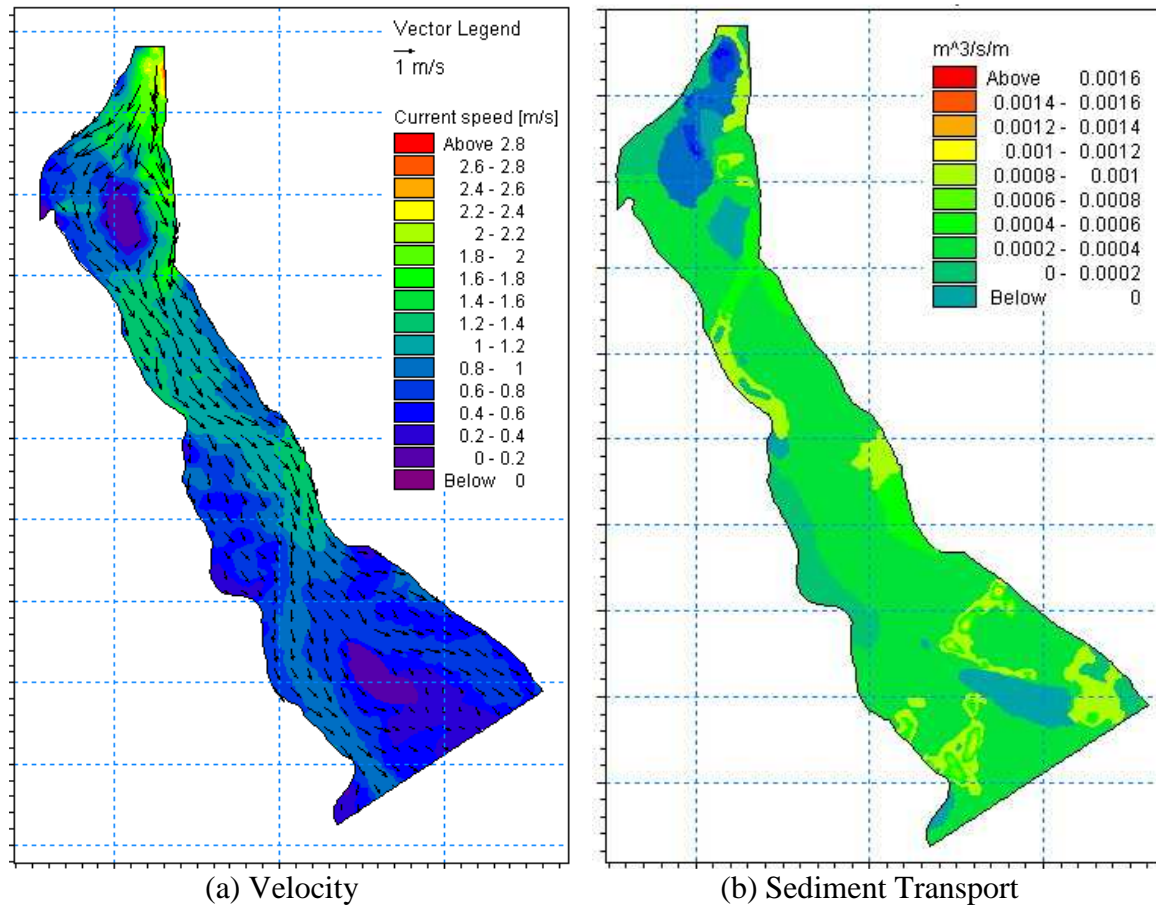 Vector Legend
1 m/s
Current speed [m/s]
Above 2.8
2.6 - 2.8
2.4 - 2.6
2.2 - 2.4
2 - 2.2
1.8 - 2
1.6 - 1.8
1.4 - 1.6
1.2 - 1.4
1 - 1.2
0.8 - 1
0.6 - 0.8
0.4 - 0.6
0.2 - 0.4
0 - 0.2
Below 0
(a) Velocity
m^3/s/m
Above 0.0016
0.0014 - 0.0016
0.0012 - 0.0014
0.001 - 0.0012
0.0008 - 0.001
0.0006 - 0.0008
0.0004 - 0.0006
0.0002 - 0.0004
0 - 0.0002
Below 0
(b) Sediment Transport